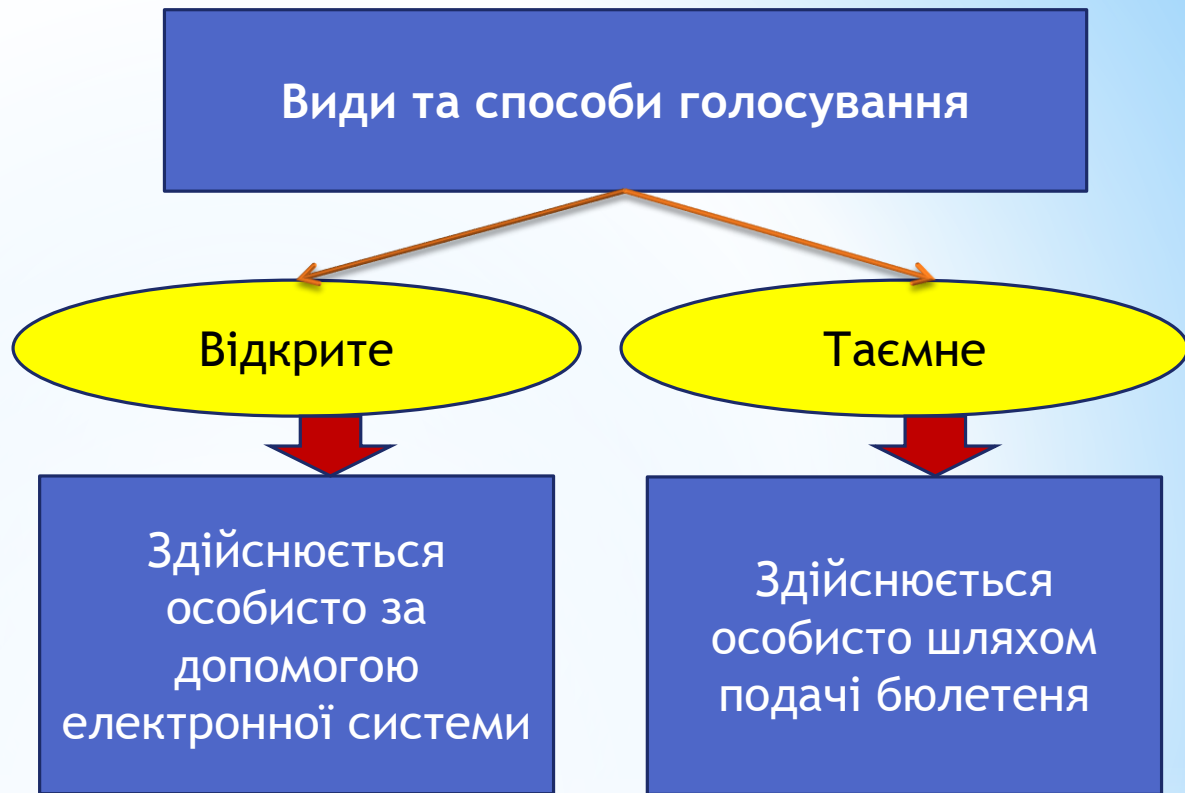 Види та способи голосування
Відкрите
Таємне
Здійснюється
особисто за
допомогою
електронної системи
Здійснюється
особисто шляхом
подачі бюлетеня